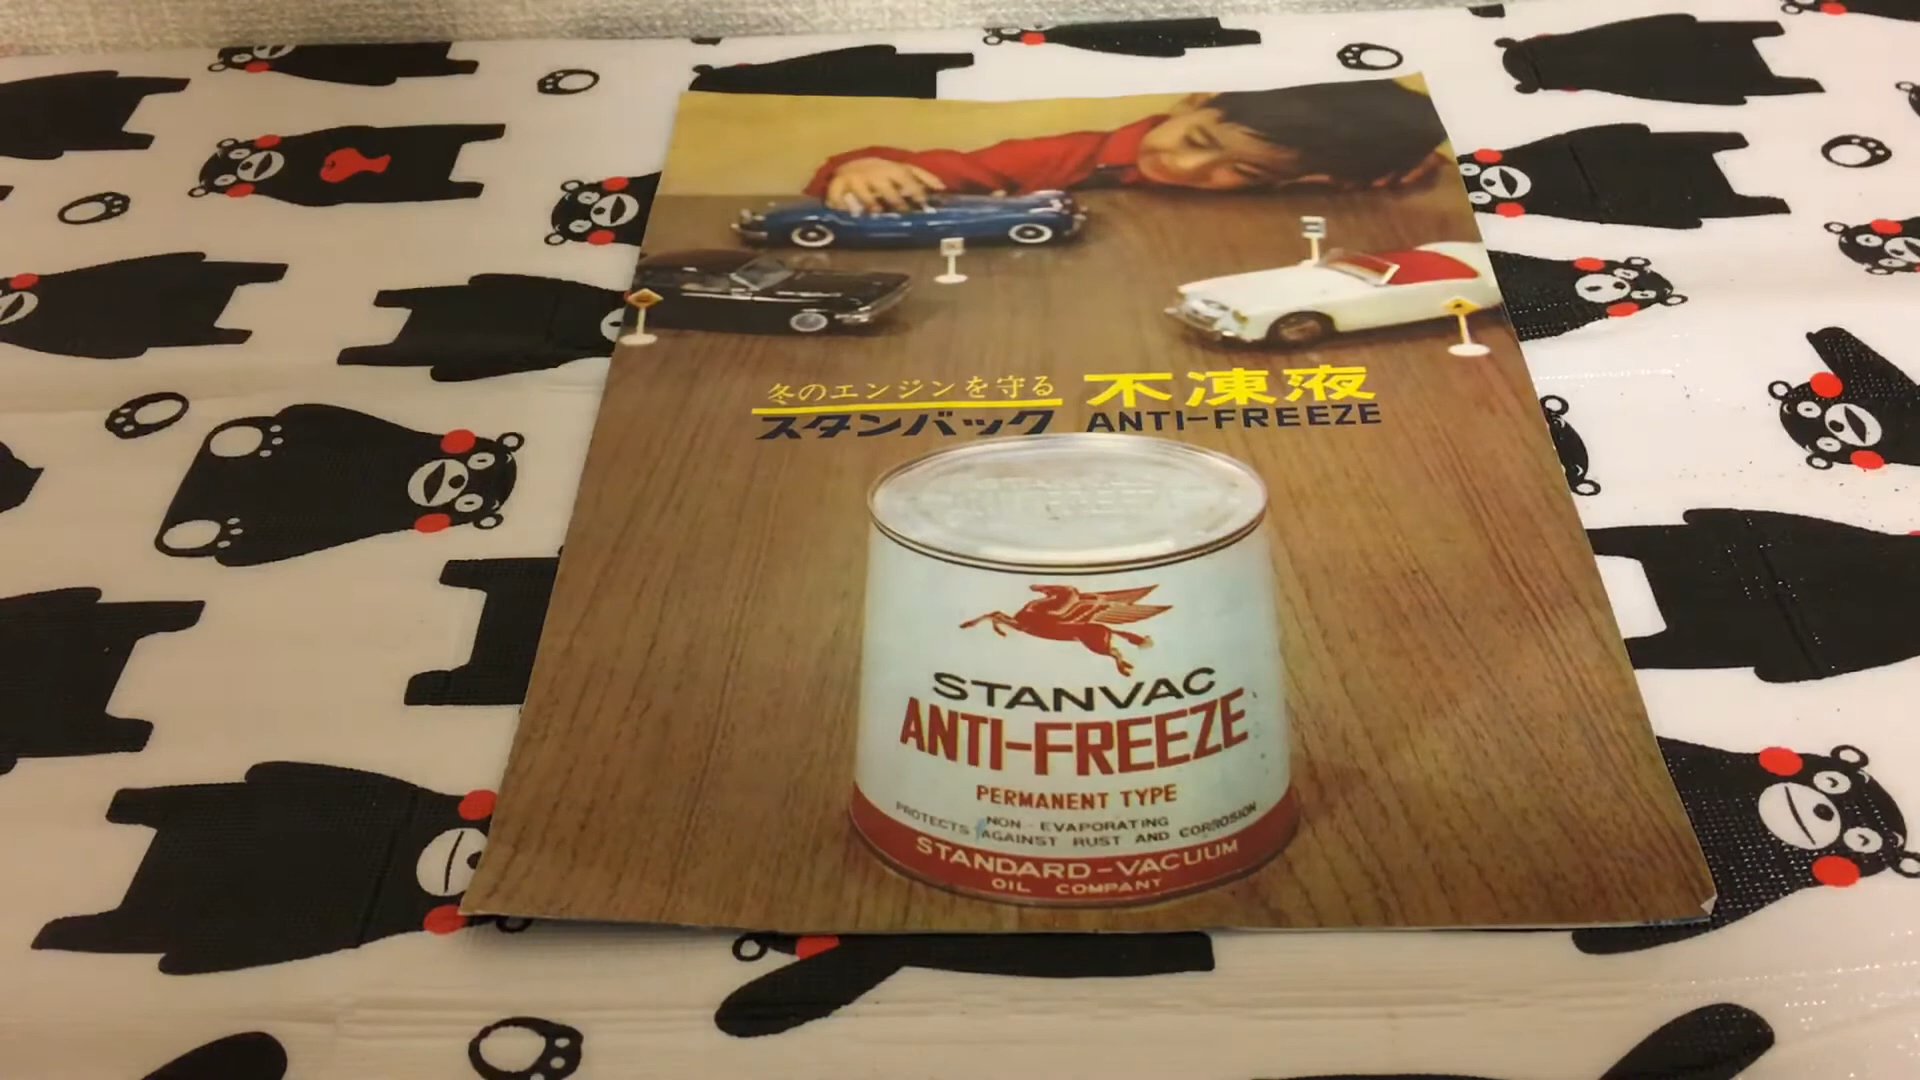 冬のエンジンを守る 不凍液
スタンバック ANTI-FREEZE
STANVAC
ANTI-FREEZE
PERMANENT TYPE
NON-EVAPORATING
PROTECTS AGAINST RUST AND CORROSION
STANDARD-VACUUM
OIL COMPANY